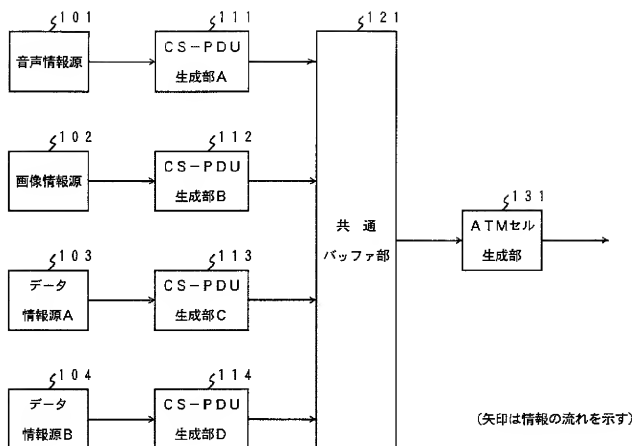 101
音声情報源
111
CS-PDU
生成部A
121
102
画像情報源
112
CS-PDU
生成部B
共通
バッファ部
131
ATMセル
生成部
103
データ
情報源A
113
CS-PDU
生成部C
104
データ
情報源B
114
CS-PDU
生成部D
(矢印は情報の流れを示す)